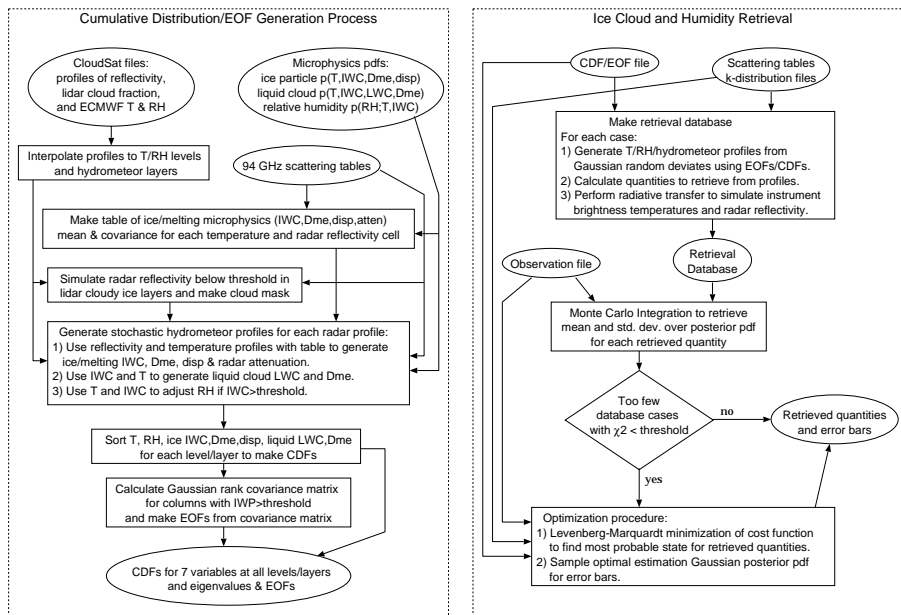 Cumulative Distribution/EOF Generation Process
CloudSat files:
profiles of reflectivity,
lidar cloud fraction,
and ECMWF T & RH
Microphysics pdfs:
ice particle p(T,IWC,Dme,disp)
liquid cloud p(T,IWC,LWC,Dme)
relative humidity p(RH;T,IWC)
Interpolate profiles to T/RH levels
and hydrometeor layers
94 GHz scattering tables
Make table of ice/melting microphysics (IWC,Dme,disp,atten)
mean & covariance for each temperature and radar reflectivity cell
Simulate radar reflectivity below threshold in
lidar cloudy ice layers and make cloud mask
Generate stochastic hydrometeor profiles for each radar profile:
1) Use reflectivity and temperature profiles with table to generate
ice/melting IWC, Dme, disp & radar attenuation.
2) Use IWC and T to generate liquid cloud LWC and Dme.
3) Use T and IWC to adjust RH if IWC>threshold.
Sort T, RH, ice IWC,Dme,disp, liquid LWC,Dme
for each level/layer to make CDFs
Calculate Gaussian rank covariance matrix
for columns with IWP>threshold
and make EOFs from covariance matrix
CDFs for 7 variables at all levels/layers
and eigenvalues & EOFs
Ice Cloud and Humidity Retrieval
CDF/EOF file
Scattering tables
k-distribution files
Make retrieval database
For each case:
1) Generate T/RH/hydrometeor profiles from
Gaussian random deviates using EOFs/CDFs.
2) Calculate quantities to retrieve from profiles.
3) Perform radiative transfer to simulate instrument
brightness temperatures and radar reflectivity.
Observation file
Retrieval
Database
Monte Carlo Integration to retrieve
mean and std. dev. over posterior pdf
for each retrieved quantity
Too few
database cases
with χ2 < threshold
no
Retrieved quantities
and error bars
yes
Optimization procedure:
1) Levenberg-Marquardt minimization of cost function
to find most probable state for retrieved quantities.
2) Sample optimal estimation Gaussian posterior pdf
for error bars.